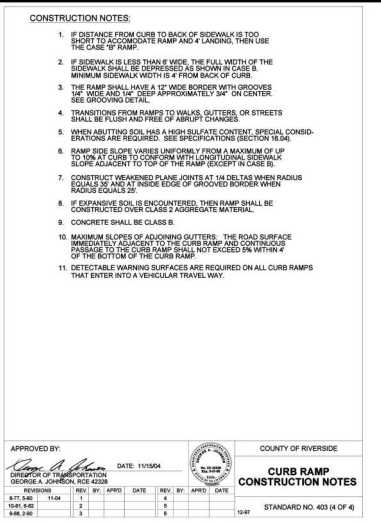 CONSTRUCTION NOTES:
1. IF DISTANCE FROM CURB TO BACK OF SIDEWALK IS TOO
SHORT TO ACCOMODATE RAMP AND 4' LANDING, THEN USE
THE CASE "B" RAMP.
2. IF SIDEWALK IS LESS THAN 6' WIDE, THE FULL WIDTH OF THE
SIDEWALK SHALL BE DEPRESSED AS SHOWN IN CASE B.
MINIMUM SIDEWALK WIDTH IS 4' FROM BACK OF CURB.
3. THE RAMP SHALL HAVE A 12" WIDE BORDER WITH GROOVES
1/4" WIDE AND 1/4" DEEP APPROXIMATELY 3/4" ON CENTER.
SEE GROOVING DETAIL.
4. TRANSITIONS FROM RAMPS TO WALKS, GUTTERS, OR STREETS
SHALL BE FLUSH AND FREE OF ABRUPT CHANGES.
5. WHEN ABUTTING SOIL HAS A HIGH SULFATE CONTENT, SPECIAL CONSID-
ERATIONS ARE REQUIRED. SEE SPECIFICATIONS (SECTION 16.04).
6. RAMP SIDE SLOPE VARIES UNIFORMLY FROM A MAXIMUM OF UP
TO 10% AT CURB TO CONFORM WITH LONGITUDINAL SIDEWALK
SLOPE ADJACENT TO TOP OF THE RAMP (EXCEPT IN CASE B).
7. CONSTRUCT WEAKENED PLANE JOINTS AT 1/4 DELTAS WHEN RADIUS
EQUALS 35' AND AT INSIDE EDGE OF GROOVED BORDER WHEN
RADIUS EQUALS 25'.
8. IF EXPANSIVE SOIL IS ENCOUNTERED, THEN RAMP SHALL BE
CONSTRUCTED OVER CLASS 2 AGGREGATE MATERIAL.
9. CONCRETE SHALL BE CLASS B.
10. MAXIMUM SLOPES OF ADJOINING GUTTERS: THE ROAD SURFACE
IMMEDIATELY ADJACENT TO THE CURB RAMP AND CONTINUOUS
PASSAGE TO THE CURB RAMP SHALL NOT EXCEED 5% WITHIN 4'
OF THE BOTTOM OF THE CURB RAMP.
11. DETECTABLE WARNING SURFACES ARE REQUIRED ON ALL CURB RAMPS
THAT ENTER INTO A VEHICULAR TRAVEL WAY.
APPROVED BY:
DATE: 11/15/04
DIRECTOR OF TRANSPORTATION
GEORGE A. JOHNSON, RCE 42328
REVISIONS REV. BY: APR'D DATE REV. BY: APR'D DATE
8-77, 5-80 11-04 1 4
10-81, 6-82 2 5
9-88, 2-90 3 6
COUNTY OF RIVERSIDE
CURB RAMP
CONSTRUCTION NOTES
12-97 STANDARD NO. 403 (4 OF 4)